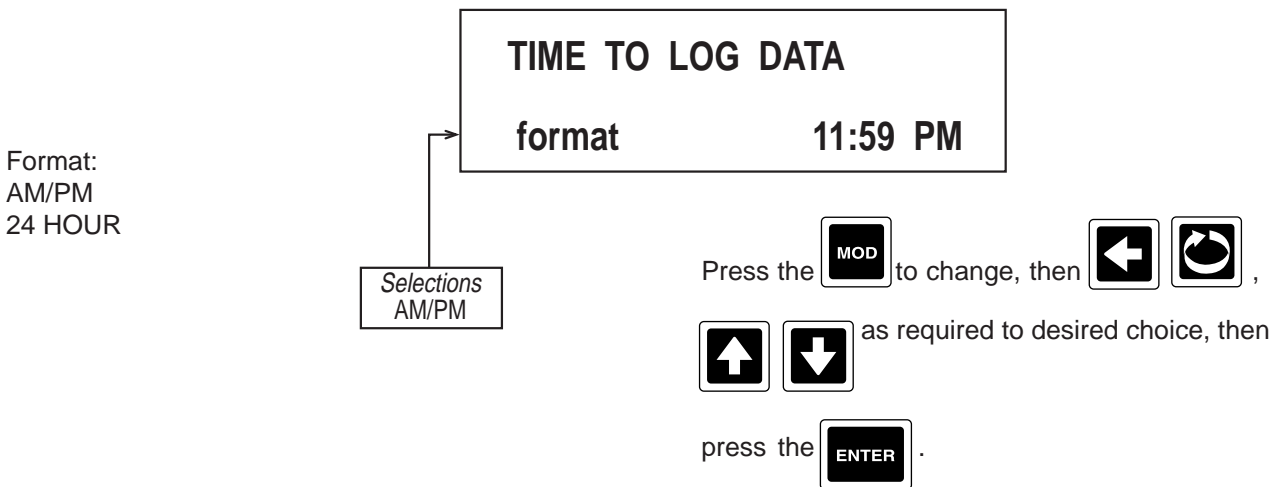 TIME TO LOG DATA
format 11:59 PM
Format:
AM/PM
24 HOUR
Selections
AM/PM
Press the MOD to change, then ,
as required to desired choice, then
press the ENTER .